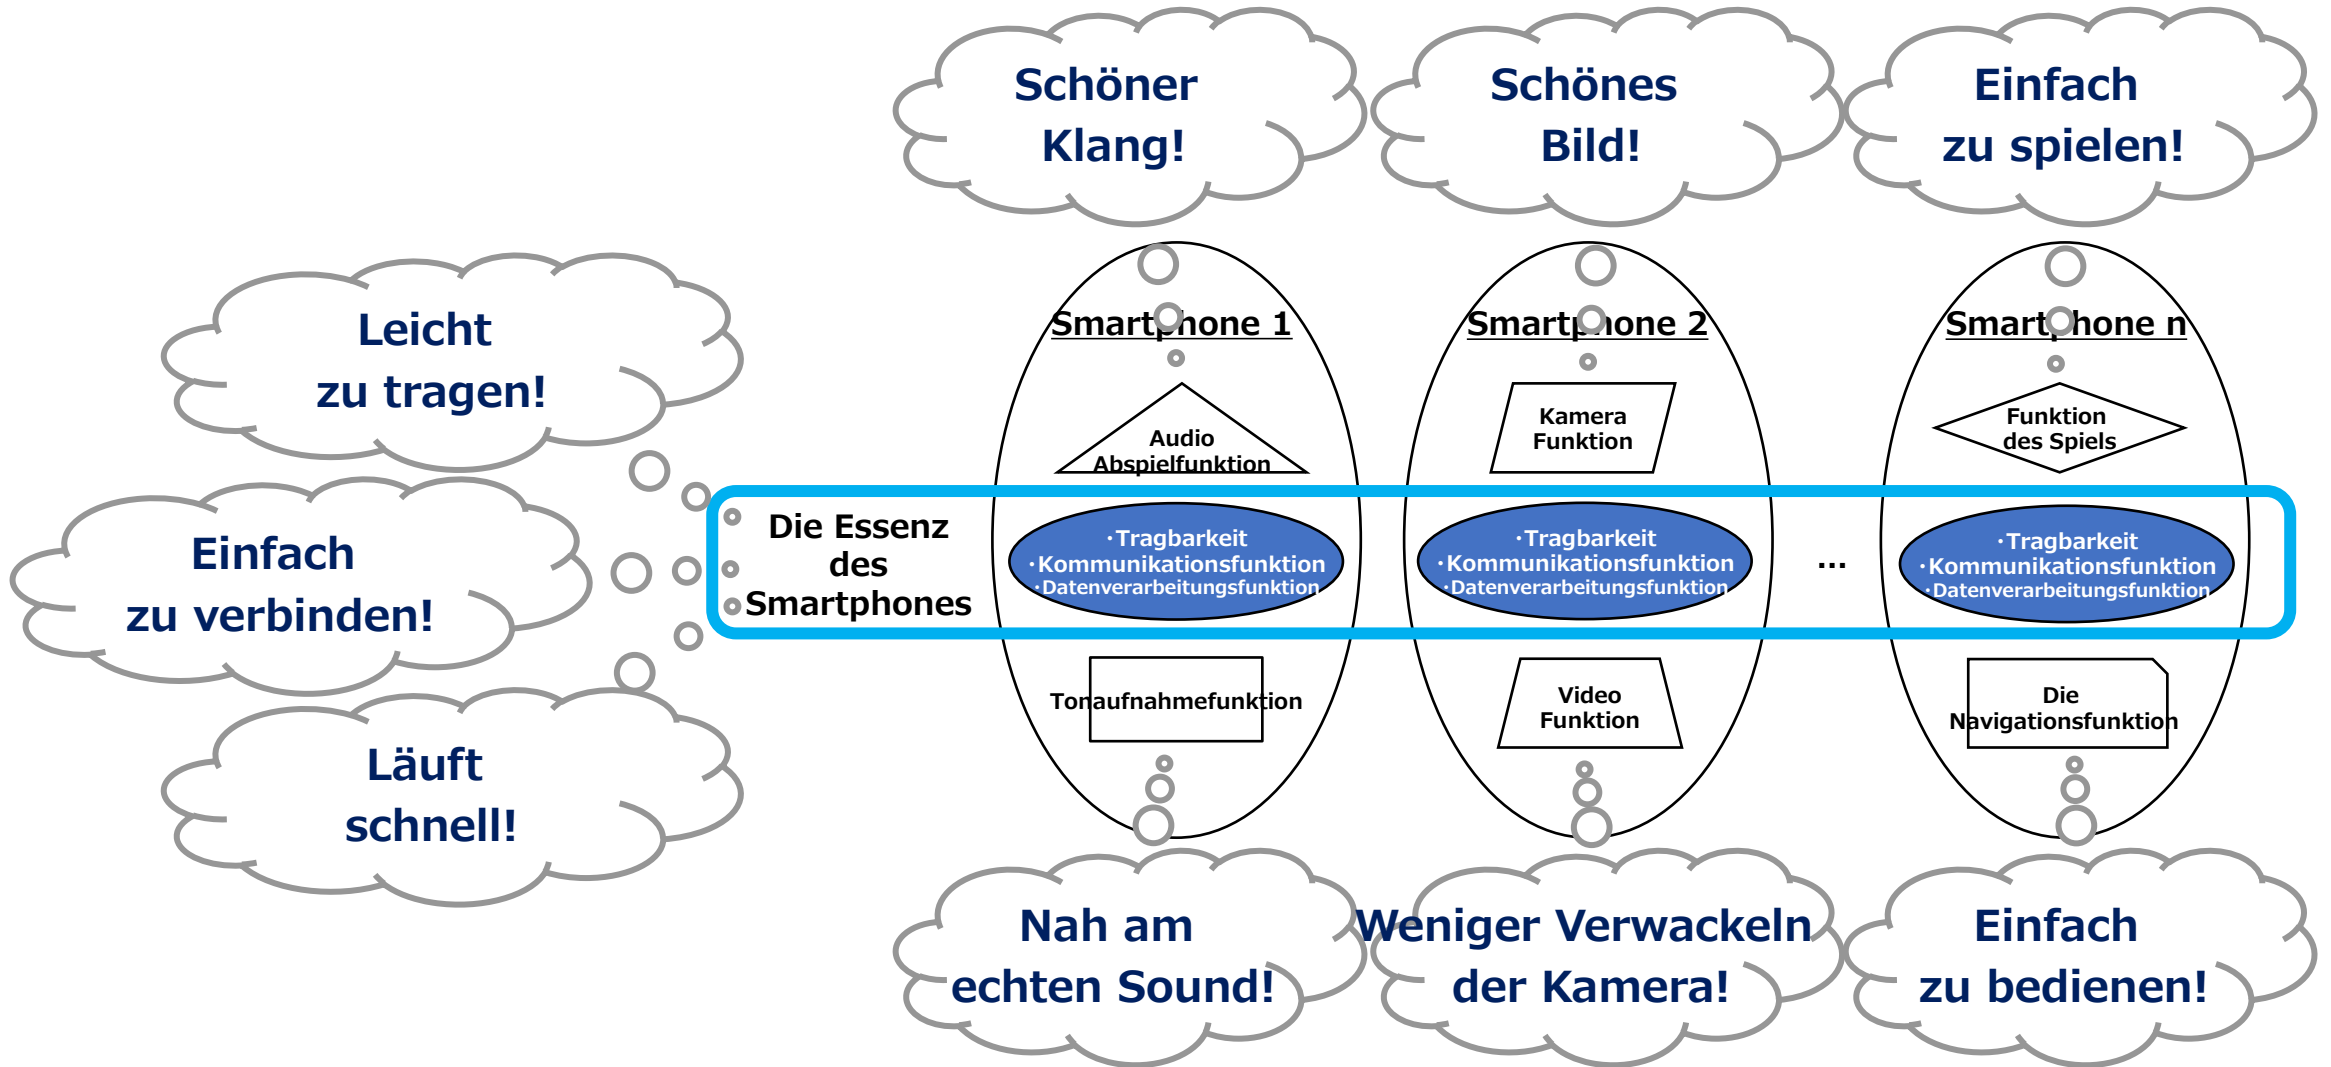 Schöner
Klang!
Schönes
Bild!
Einfach
zu spielen!
Leicht
zu tragen!
Einfach
zu verbinden!
Läuft
schnell!
Die Essenz
des
Smartphones
Smartphone 1
Audio
Abspielfunktion
・Tragbarkeit
・Kommunikationsfunktion
・Datenverarbeitungsfunktion
Tonaufnahmefunktion
Smartphone 2
Kamera
Funktion
・Tragbarkeit
・Kommunikationsfunktion
・Datenverarbeitungsfunktion
Video
Funktion
...
Smartphone n
Funktion
des Spiels
・Tragbarkeit
・Kommunikationsfunktion
・Datenverarbeitungsfunktion
Die
Navigationsfunktion
Nah am
echten Sound!
Weniger Verwackeln
der Kamera!
Einfach
zu bedienen!